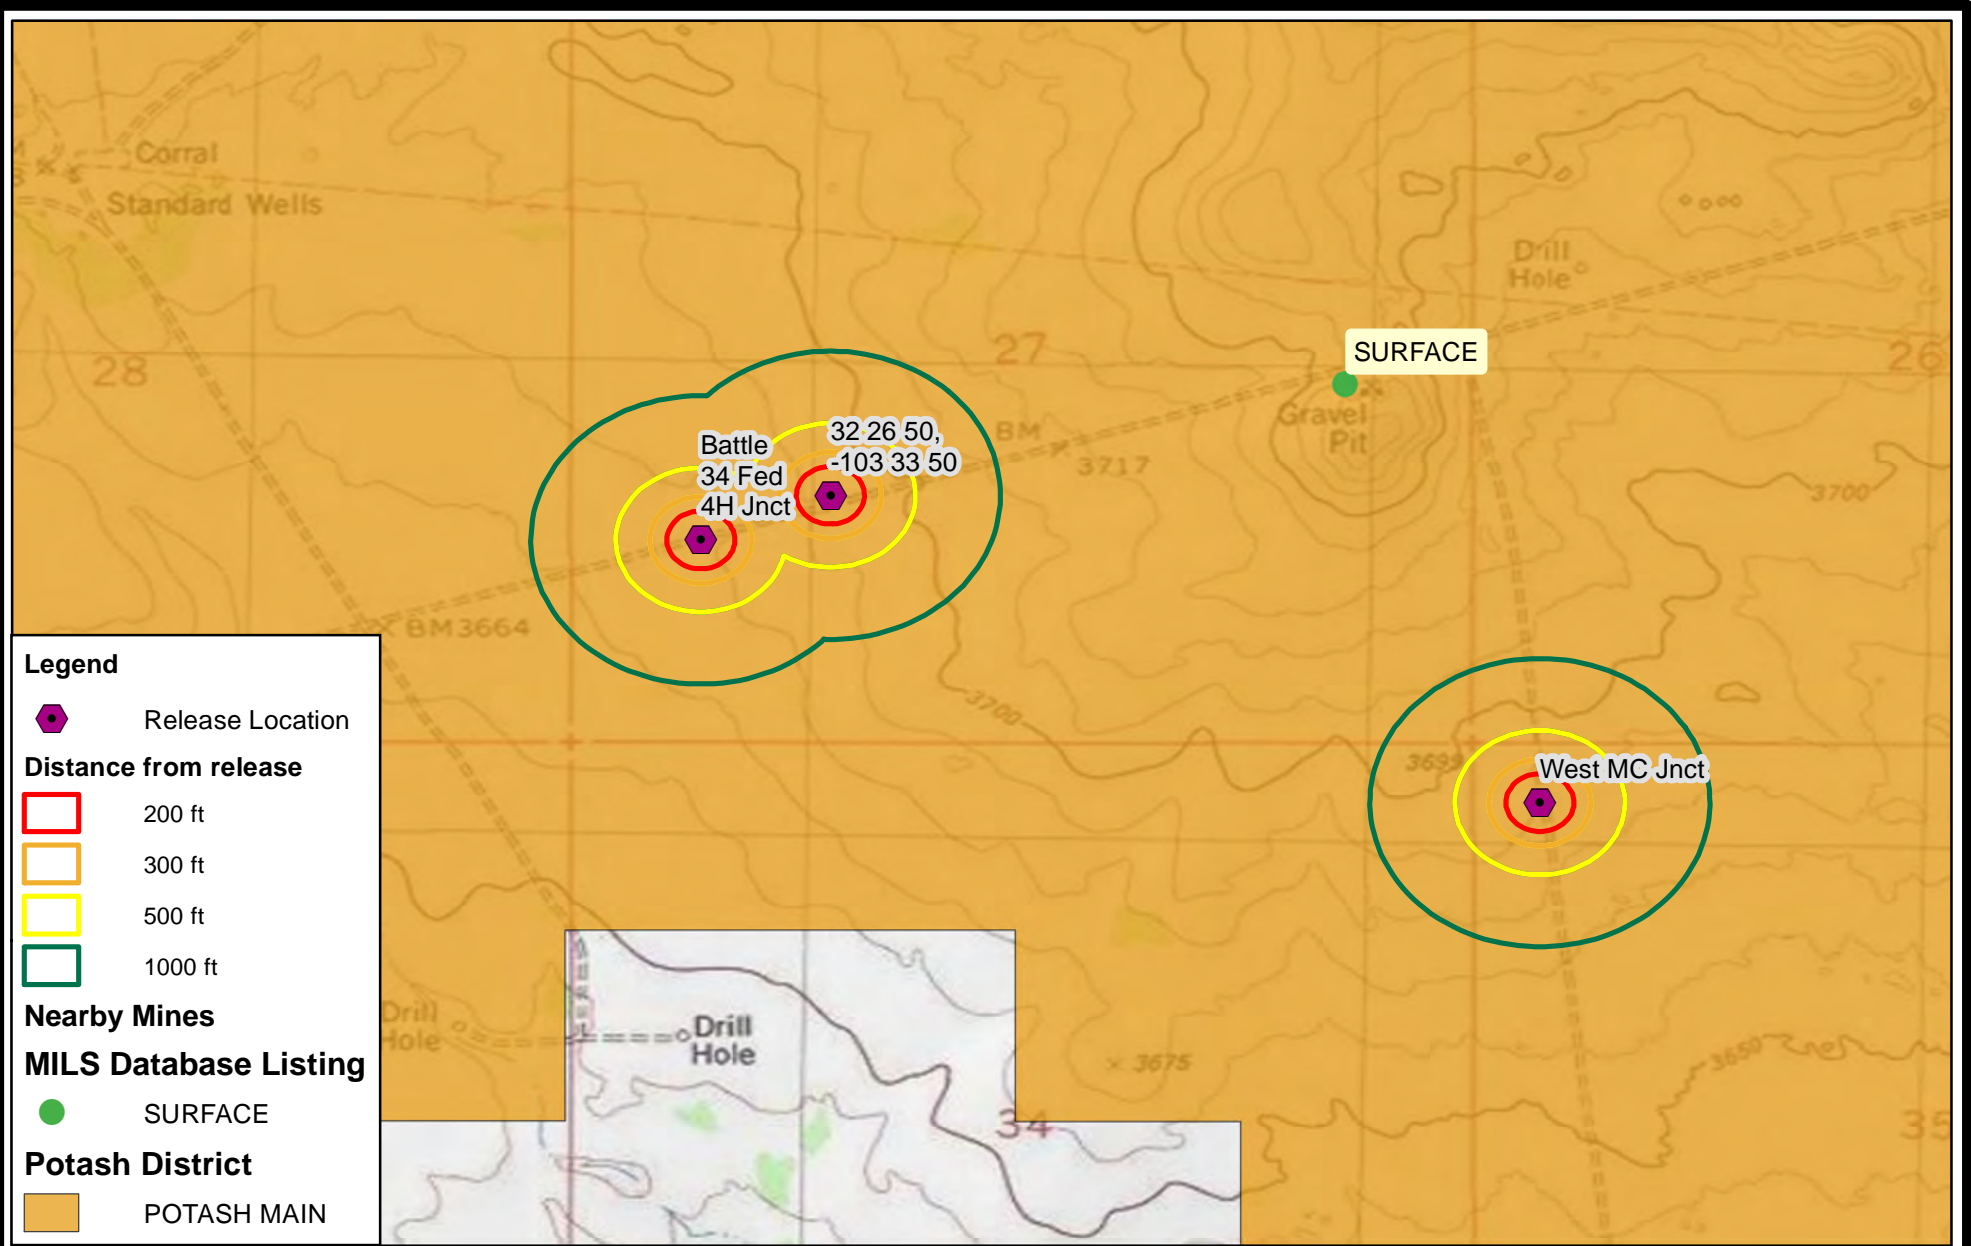 Corral
Standard Wells
Drill
Hole
28
27
26
SURFACE
Gravel
Pit
32 26 50,
-103 33 50
Battle
34 Fed
4H Jnct
BM
3717
3700
BM3664
3700
3699
West MC Jnct
Legend
Release Location
Distance from release
200 ft
300 ft
500 ft
1000 ft
Nearby Mines
MILS Database Listing
SURFACE
Potash District
POTASH MAIN
Drill
Hole
Drill
Hole
3675
3650
34
35